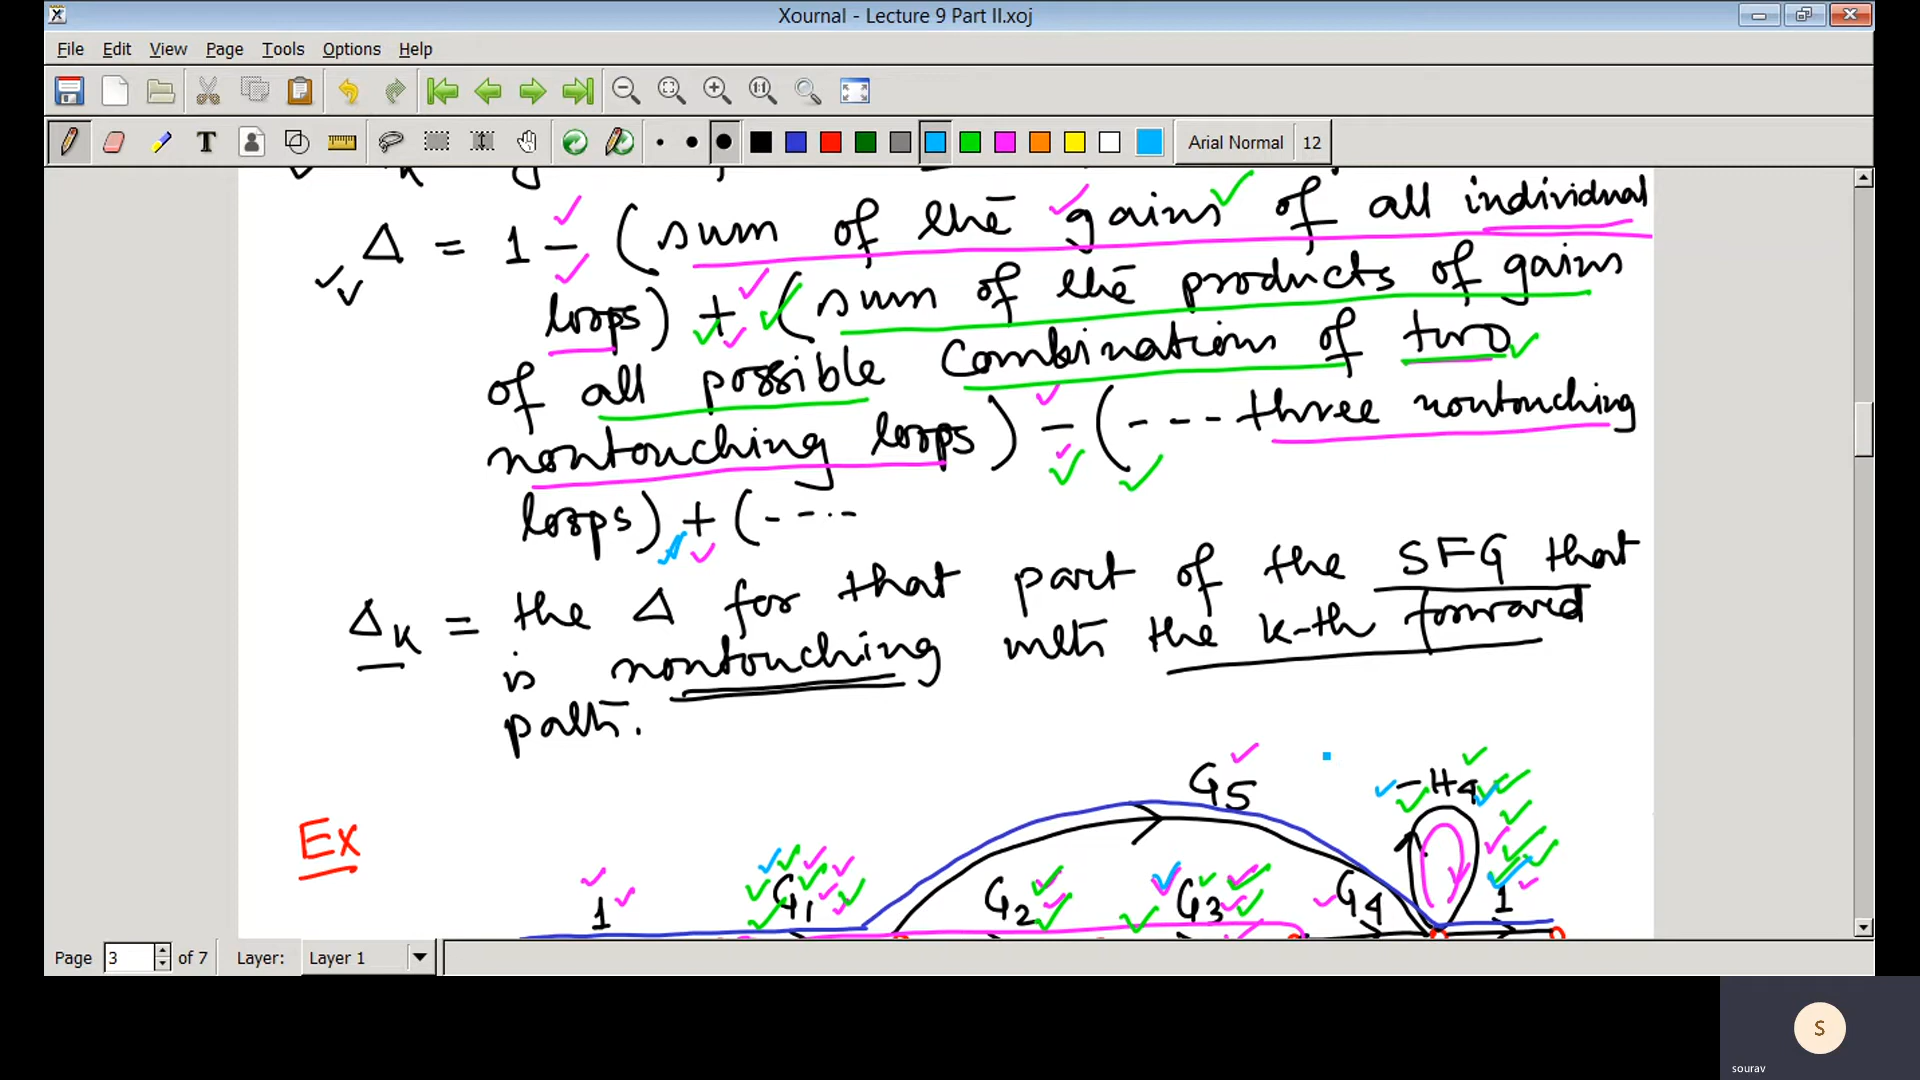 Xournal - Lecture 9 Part II.xoj
File Edit View Page Tools Options Help
Arial Normal 12
Δ = 1 - (sum of the gains of all individual
loops) + (sum of the products of gains
of all possible combinations of two
nontouching loops) - (---three nontouching
loops) + (-----
ΔK = the Δ for that part of the SFG that
is nontouching with the k-th forward
path.
G5 -H4
Ex
1 G1 G2 G3 G4 1
Page 3 of 7 Layer: Layer 1
S
sourav